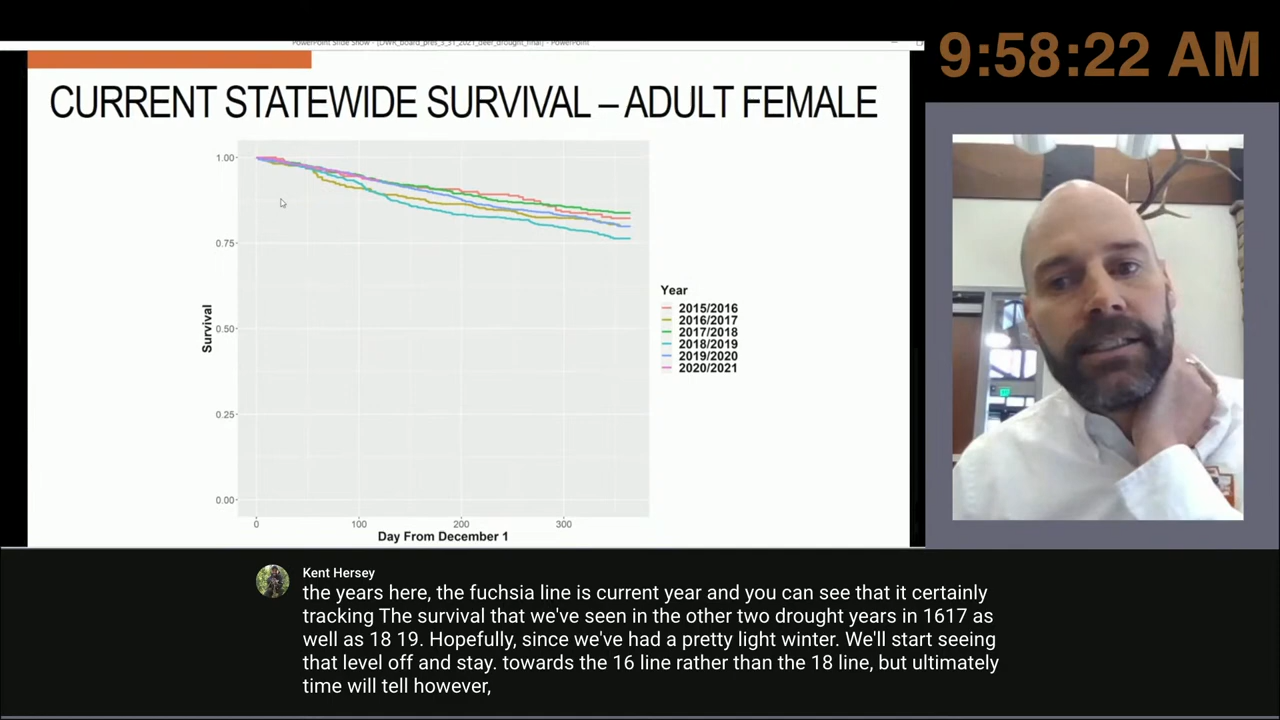 PowerPoint Slide Show - [DWR_board_pres_3_31_2021_deer_drought_final] - PowerPoint
9:58:22 AM
CURRENT STATEWIDE SURVIVAL – ADULT FEMALE
1.00
0.75
0.50
0.25
0.00
Survival
0
100
200
300
Day From December 1
Year
2015/2016
2016/2017
2017/2018
2018/2019
2019/2020
2020/2021
Kent Hersey
the years here, the fuchsia line is current year and you can see that it certainly
tracking The survival that we've seen in the other two drought years in 1617 as
well as 18 19. Hopefully, since we've had a pretty light winter. We'll start seeing
that level off and stay. towards the 16 line rather than the 18 line, but ultimately
time will tell however,